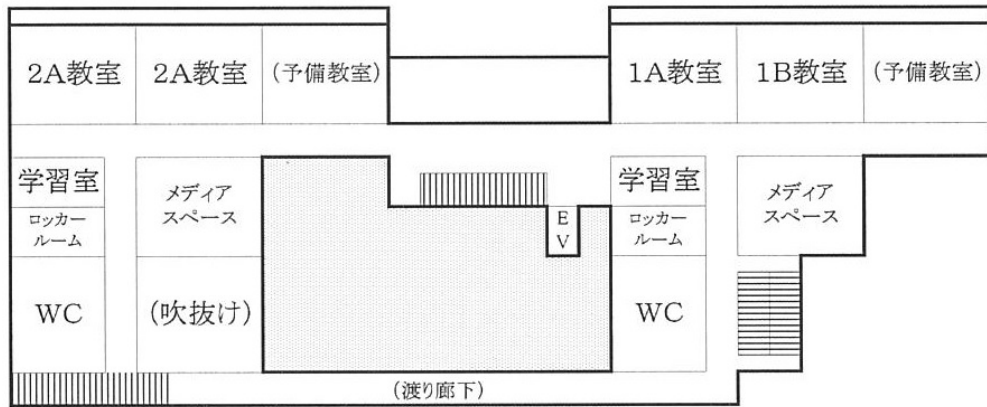 2A教室
2A教室
(予備教室)
1A教室
1B教室
(予備教室)
学習室
ロッカー
ルーム
メディア
スペース
E
V
学習室
ロッカー
ルーム
メディア
スペース
WC
(吹抜け)
WC
(渡り廊下)